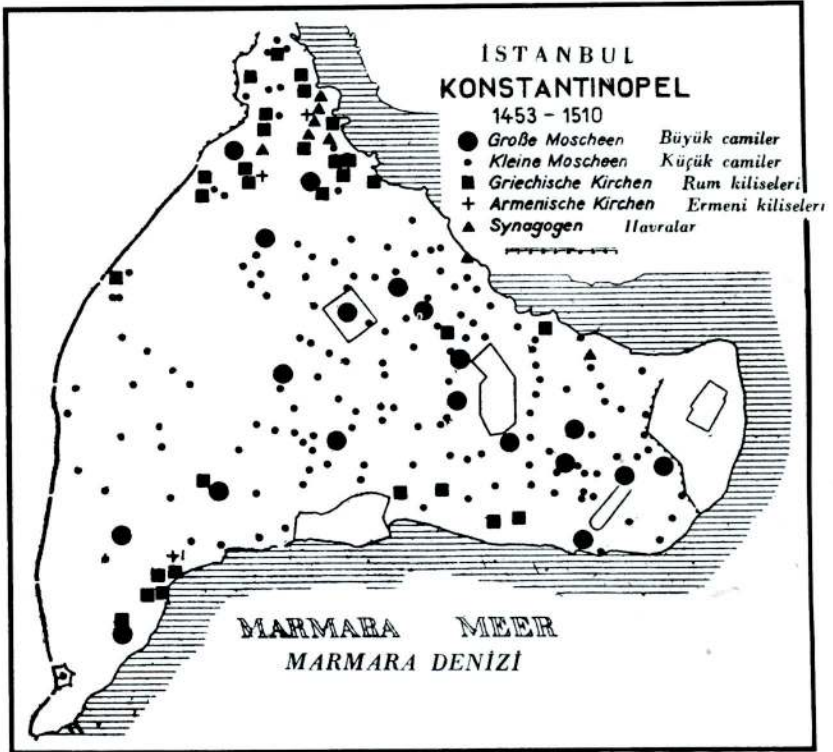 İSTANBUL
KONSTANTINOPEL
1453 - 1510
Große Moscheen Büyük camiler
Kleine Moscheen Küçük camiler
Griechische Kirchen Rum kiliseleri
Armenische Kirchen Ermeni kiliseleri
Synagogen Havralar
MARMARA MEER
MARMARA DENİZİ